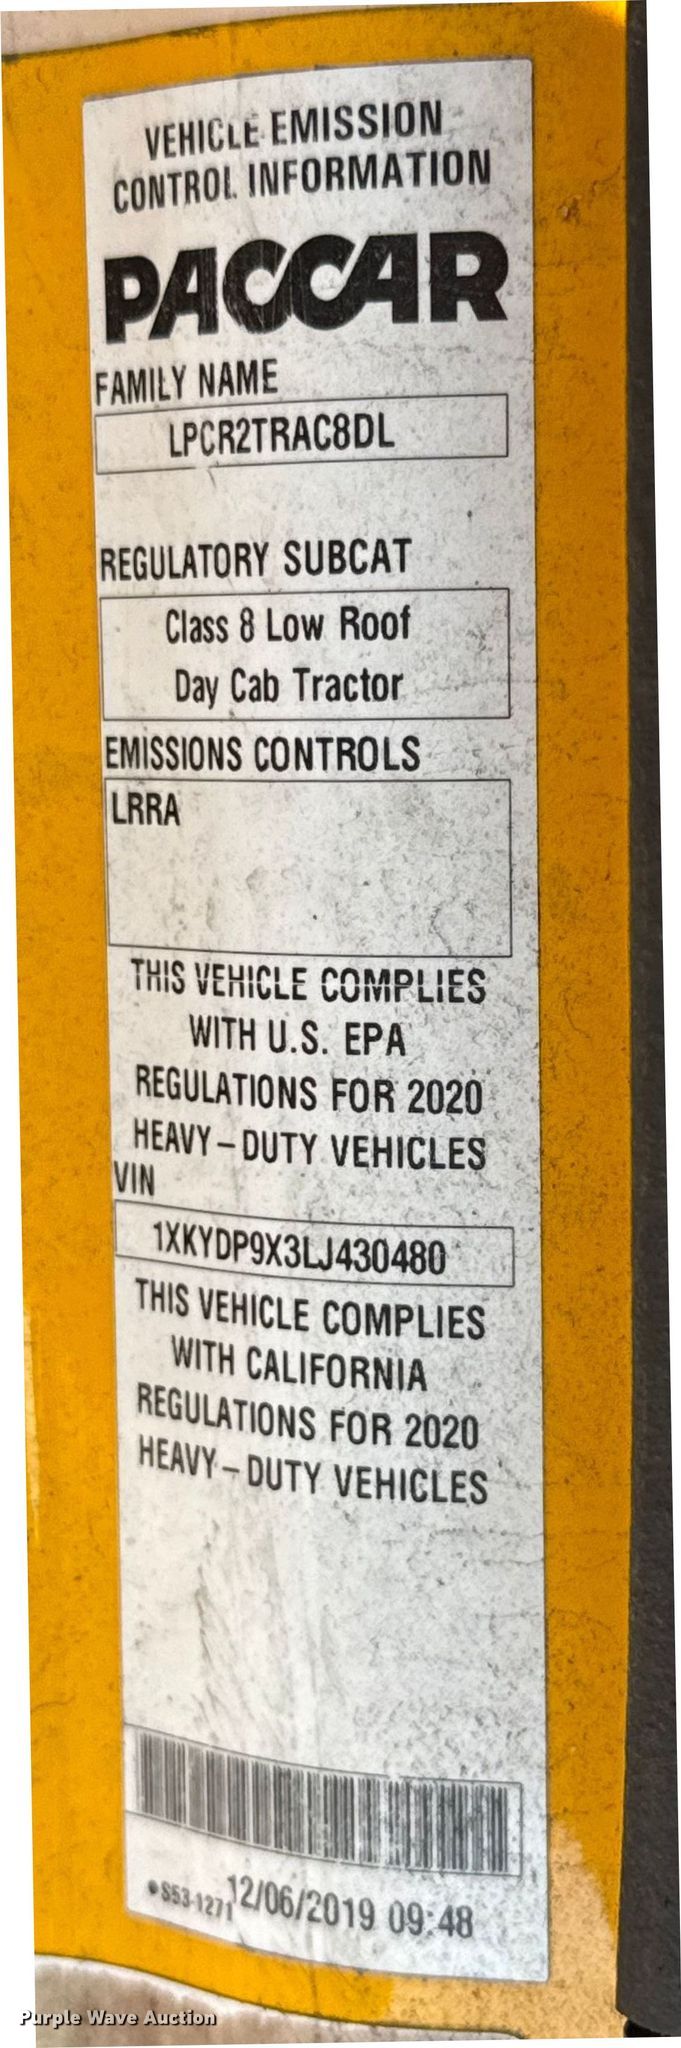 VEHICLE EMISSION
CONTROL INFORMATION
PACCAR
FAMILY NAME
LPCR2TRAC8DL
REGULATORY SUBCAT
Class 8 Low Roof
Day Cab Tractor
EMISSIONS CONTROLS
LRRA
THIS VEHICLE COMPLIES
WITH U.S. EPA
REGULATIONS FOR 2020
HEAVY-DUTY VEHICLES
VIN
1XKYDP9X3LJ430480
THIS VEHICLE COMPLIES
WITH CALIFORNIA
REGULATIONS FOR 2020
HEAVY-DUTY VEHICLES
•S53-1271 12/06/2019 09:48
Purple Wave Auction